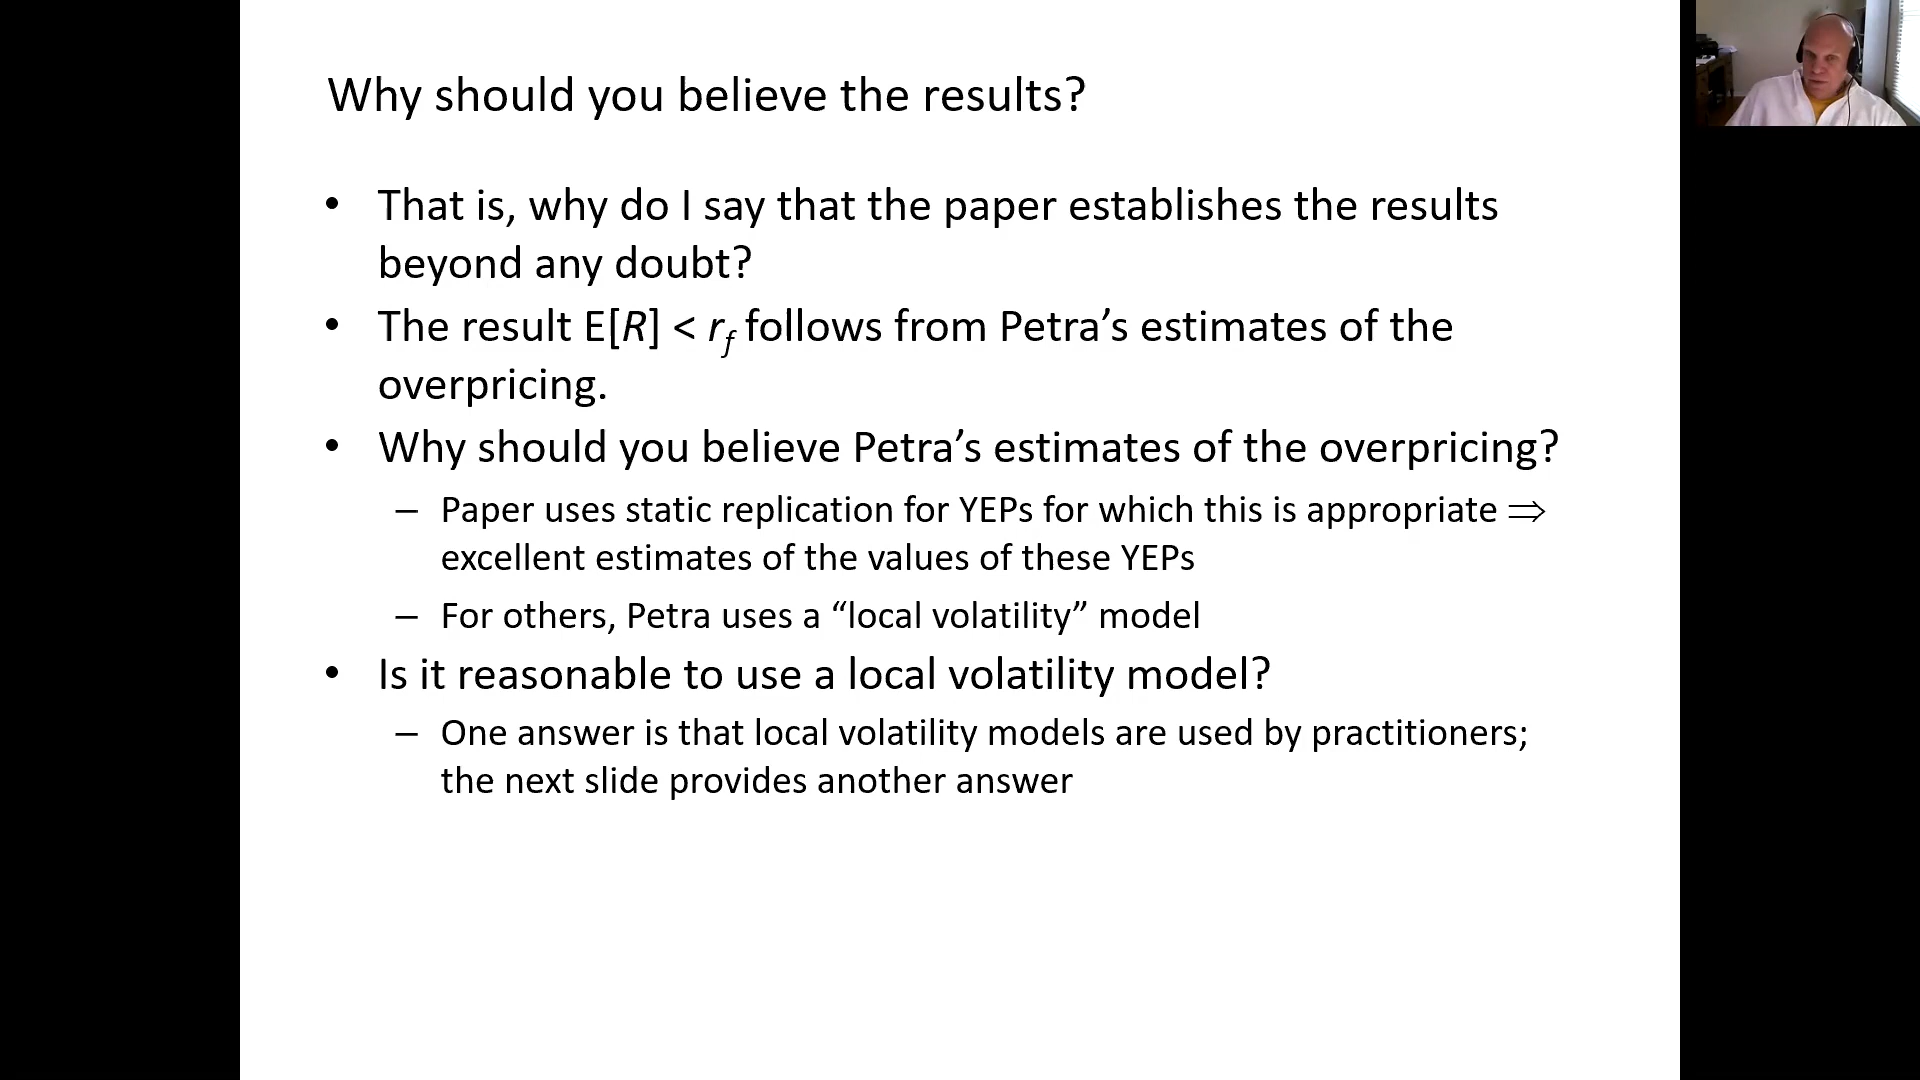 Why should you believe the results?
• That is, why do I say that the paper establishes the results
beyond any doubt?
• The result E[R] < rf follows from Petra’s estimates of the
overpricing.
• Why should you believe Petra’s estimates of the overpricing?
– Paper uses static replication for YEPs for which this is appropriate ⇒
excellent estimates of the values of these YEPs
– For others, Petra uses a “local volatility” model
• Is it reasonable to use a local volatility model?
– One answer is that local volatility models are used by practitioners;
the next slide provides another answer